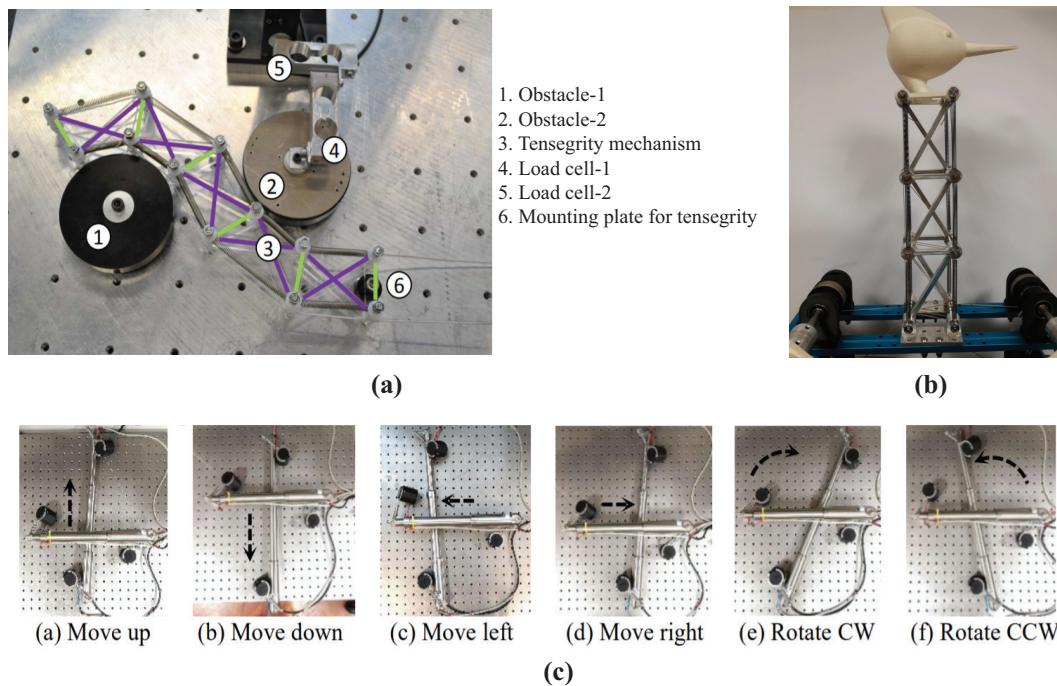 1
2
3
4
5
6
1. Obstacle-1
2. Obstacle-2
3. Tensegrity mechanism
4. Load cell-1
5. Load cell-2
6. Mounting plate for tensegrity
(a)
(b)
(a) Move up
(b) Move down
(c) Move left
(d) Move right
(e) Rotate CW
(f) Rotate CCW
(c)